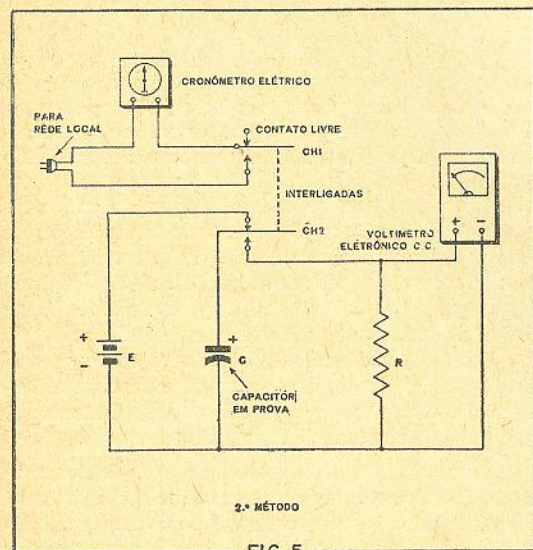 CRONÔMETRO ELÉTRICO
PARA
RÊDE LOCAL
CONTATO LIVRE
CH1
INTERLIGADAS
CH2
VOLTÍMETRO
ELETRÔNICO C.C.
+ −
+
E
−
+
C
CAPACITOR
EM PROVA
R
2.º MÉTODO
FIG. 5